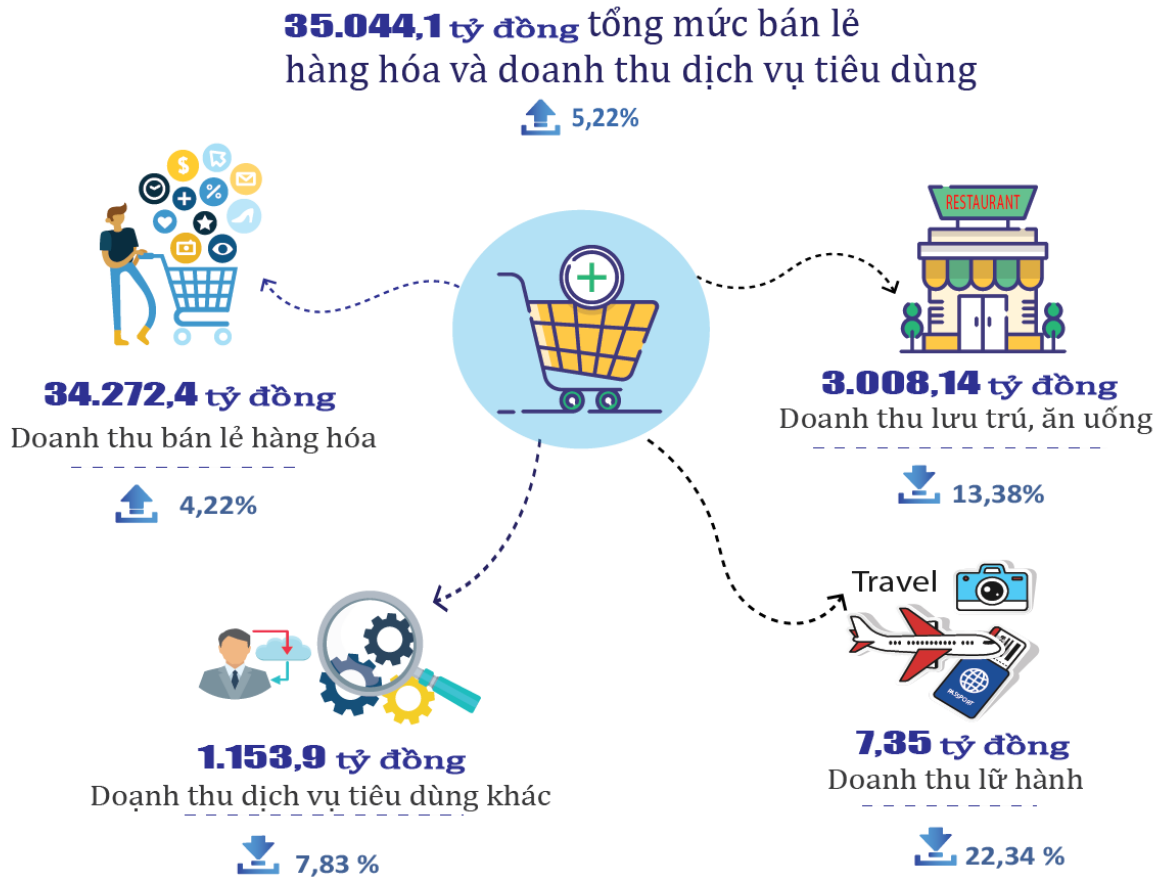 35.044,1 tỷ đồng tổng mức bán lẻ
hàng hóa và doanh thu dịch vụ tiêu dùng
5,22%
RESTAURANT
34.272,4 tỷ đồng
Doanh thu bán lẻ hàng hóa
4,22%
3.008,14 tỷ đồng
Doanh thu lưu trú, ăn uống
13,38%
Travel
PASSPORT
1.153,9 tỷ đồng
Doạnh thu dịch vụ tiêu dùng khác
7,83 %
7,35 tỷ đồng
Doanh thu lữ hành
22,34 %